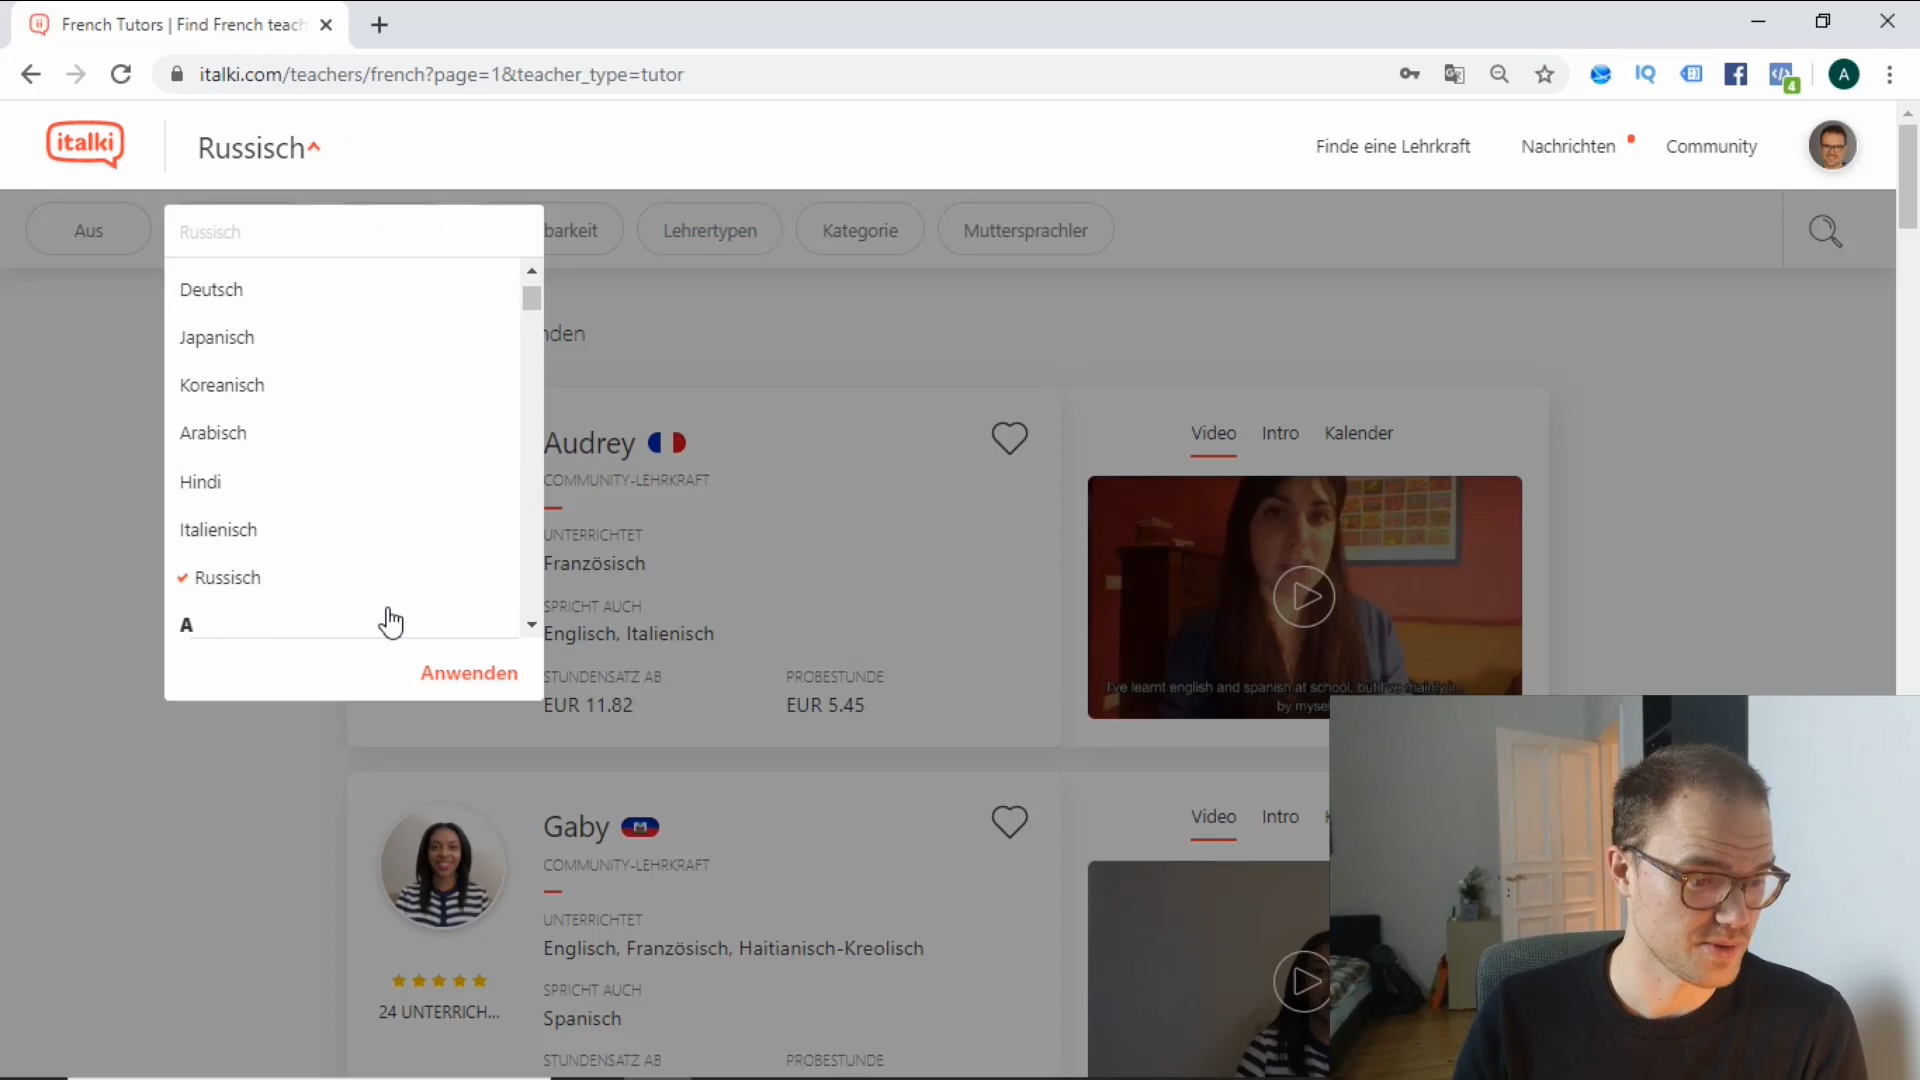 French Tutors | Find French teach
italki.com/teachers/french?page=1&teacher_type=tutor
IQ
4
A
italki
Russisch
Finde eine Lehrkraft
Nachrichten
Community
Aus
barkeit
Lehrertypen
Kategorie
Muttersprachler
Russisch
Deutsch
Japanisch
Koreanisch
Arabisch
Hindi
Italienisch
Russisch
A
Anwenden
nden
Audrey
COMMUNITY-LEHRKRAFT
UNTERRICHTET
Französisch
SPRICHT AUCH
Englisch, Italienisch
STUNDENSATZ AB
PROBESTUNDE
EUR 11.82
EUR 5.45
Video
Intro
Kalender
I've learnt english and spanish at school, but I've mainly
by mysel
Gaby
COMMUNITY-LEHRKRAFT
UNTERRICHTET
Englisch, Französisch, Haitianisch-Kreolisch
SPRICHT AUCH
Spanisch
STUNDENSATZ AB
PROBESTUNDE
24 UNTERRICH...
Video
Intro